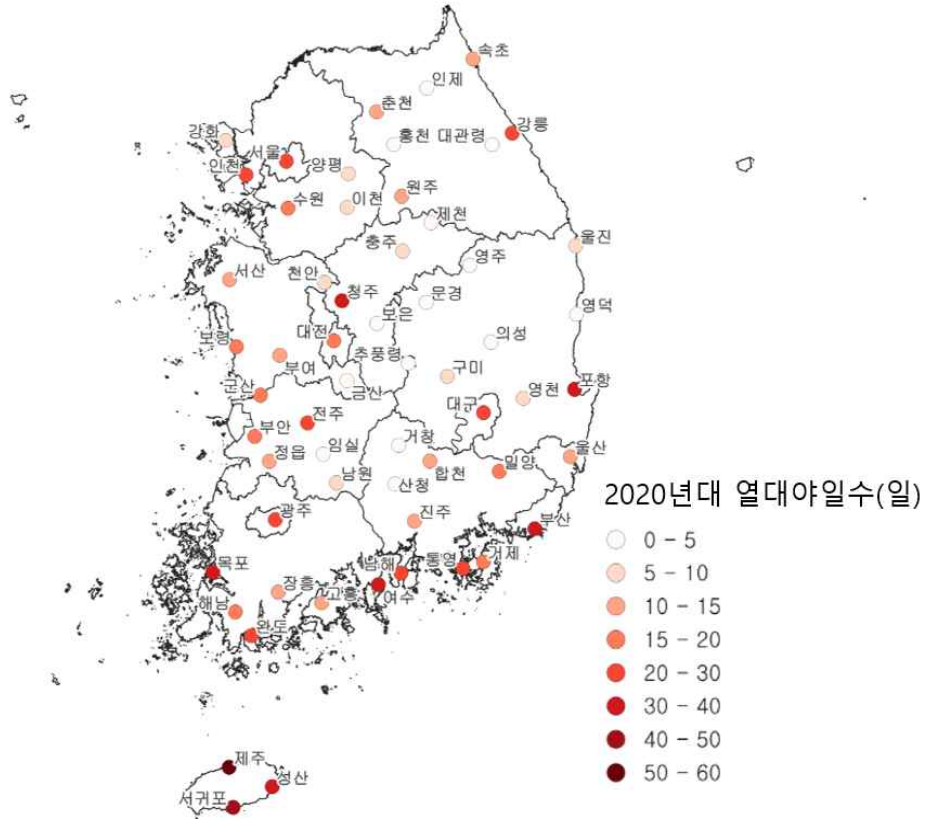 속초
인제
춘천
강화
홍천 대관령 강릉
서울
인천 양평
수원 이천 원주
제천
충주 울진
영주
서산 천안
청주 문경
보은 영덕
대전
보령 추풍령 의성
부여 구미
금산 영천 포항
군산 대군
전주
부안 임실 거창
정읍 합천 밀양 울산
남원 산청
광주 진주 부산
목포 남해 통영 거제
장흥 고흥 여수
해남
완도
제주
성산
서귀포
2020년대 열대야일수(일)
0 - 5
5 - 10
10 - 15
15 - 20
20 - 30
30 - 40
40 - 50
50 - 60